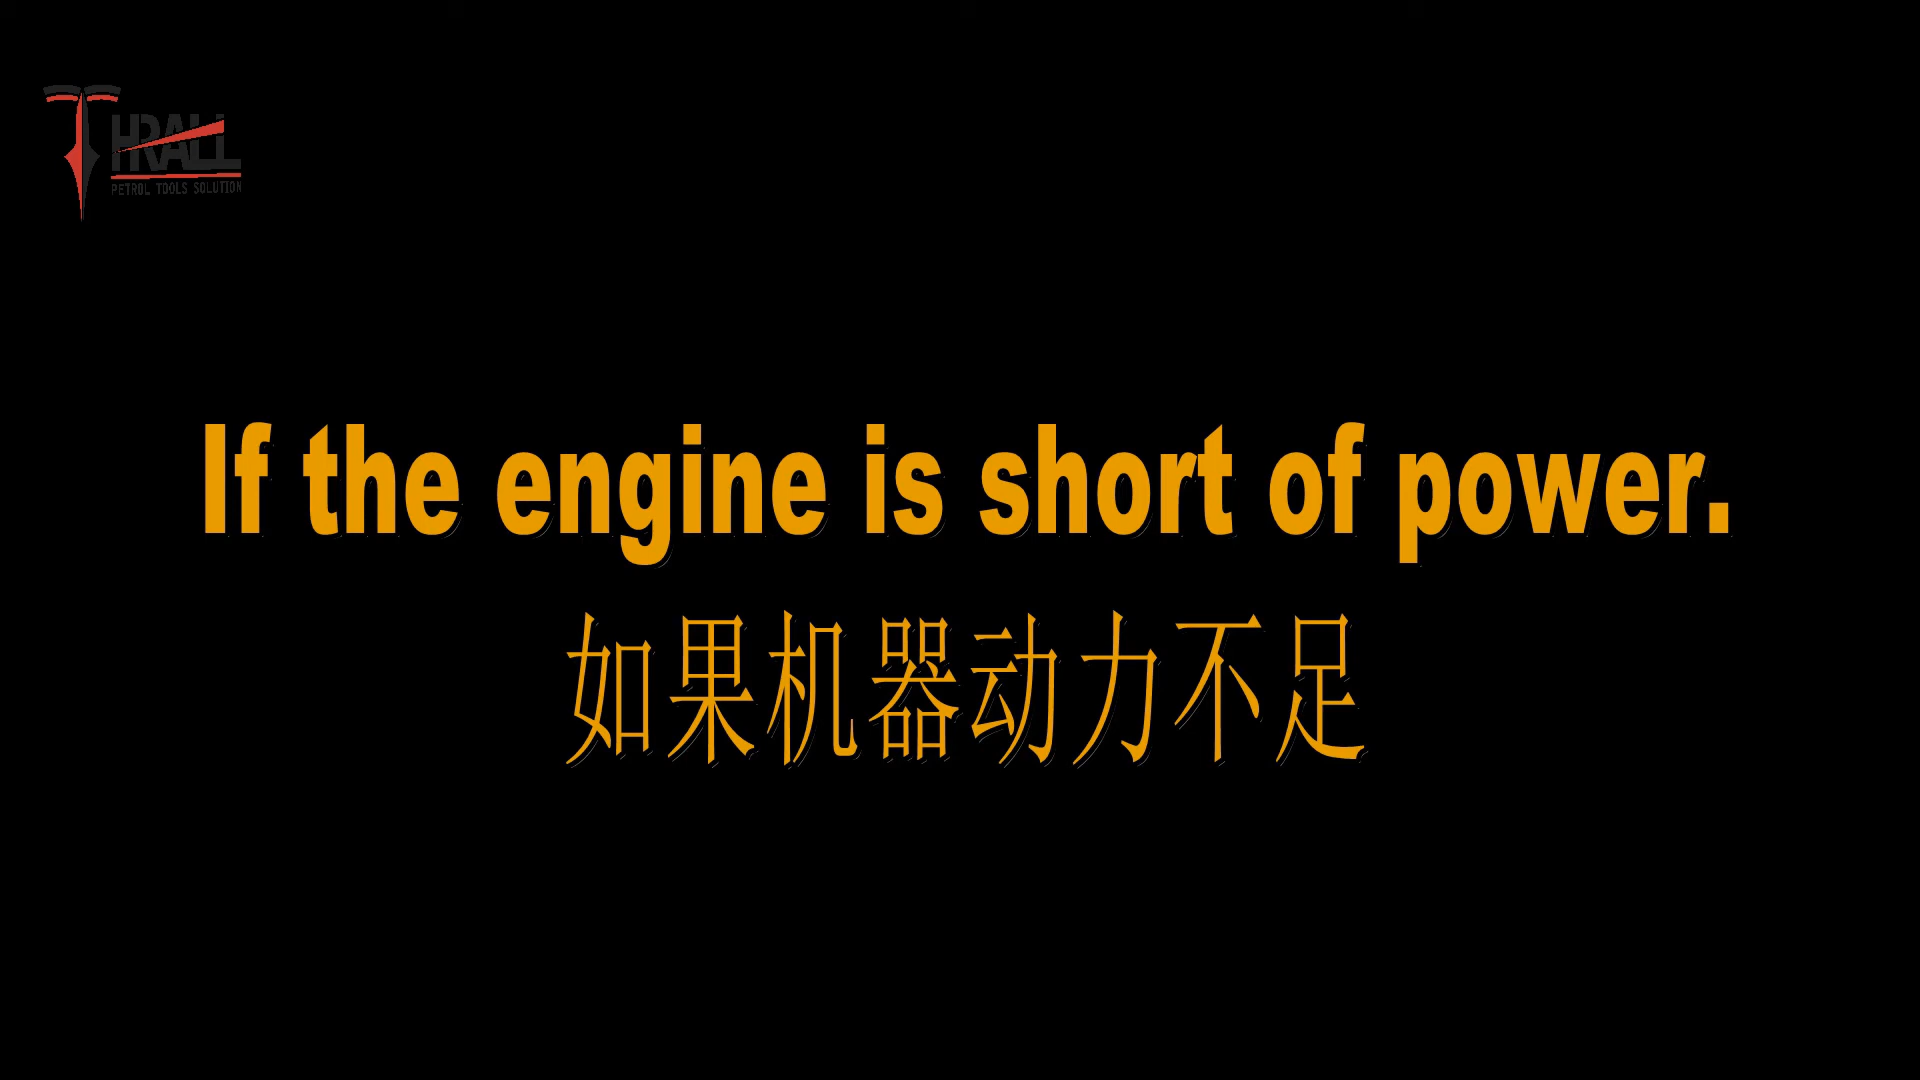 THRALL
PETROL TOOLS SOLUTION
If the engine is short of power.
如果机器动力不足